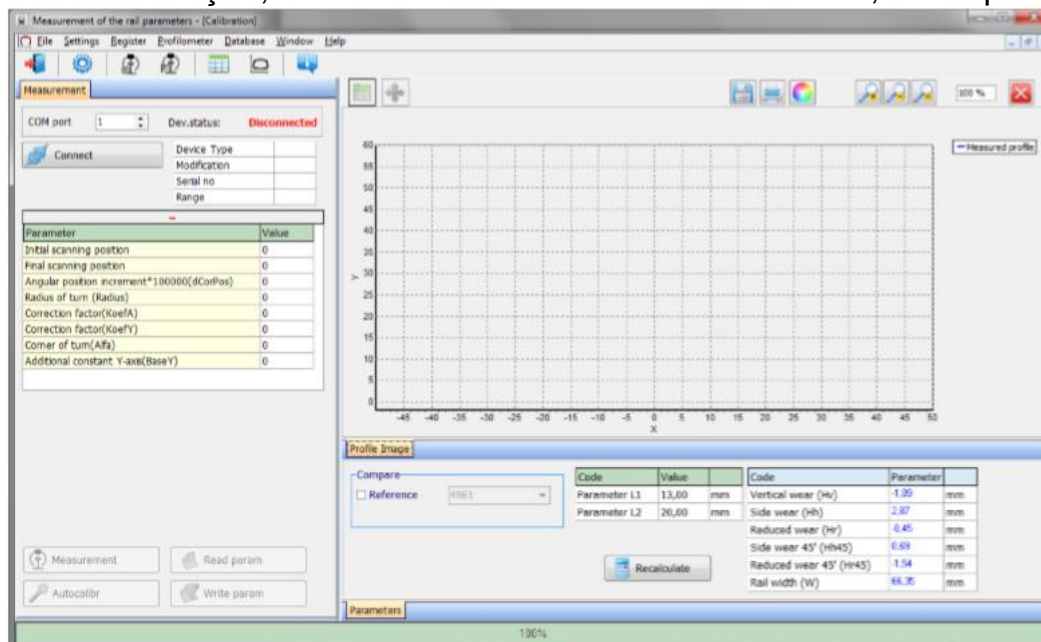 Measurement of the rail parameters - [Calibration]
File Settings Register Profilometer Database Window Help
Measurement
COM port 1 Dev.status: Disconnected
Connect
Device Type
Modification
Serial no
Range
Parameter Value
Initial scanning position 0
Final scanning position 0
Angular position increment*100000(dCorPos) 0
Radius of turn (Radius) 0
Correction factor(KoefA) 0
Correction factor(KoefY) 0
Corner of turn(Alfa) 0
Additional constant Y-axis(BaseY) 0
Measurement Read param
Autocalibr Write param
100 %
Measured profile
60
55
50
45
40
35
Y 30
25
20
15
10
5
0
-45 -40 -35 -30 -25 -20 -15 -10 -5 0 5 10 15 20 25 30 35 40 45 50
X
Profile Image
Compare
Reference
Code Value
Parameter L1 13,00 mm
Parameter L2 20,00 mm
Recalculate
Code Parameter
Vertical wear (Hv) mm
Side wear (Hh) 2,87 mm
Reduced wear (Hr) mm
Side wear 45' (Hh45) 0,69 mm
Reduced wear 45' (Hr45) -1,54 mm
Rail width (W) 66,35 mm
Parameters
100%